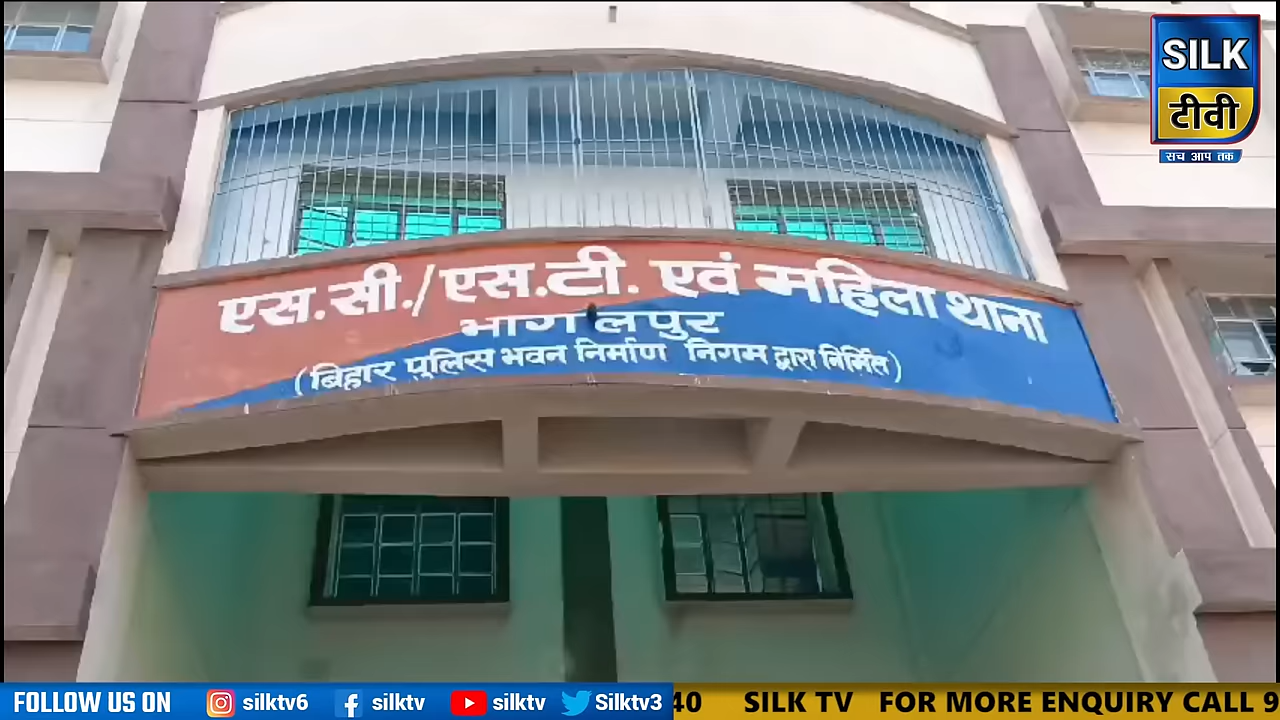 SILK
टीवी
सच आप तक
एस.सी./एस.टी. एवं महिला थाना
भागलपुर
(बिहार पुलिस भवन निर्माण निगम द्वारा निर्मित)
FOLLOW US ON silktv6 silktv silktv Silktv3 40 SILK TV FOR MORE ENQUIRY CALL 9